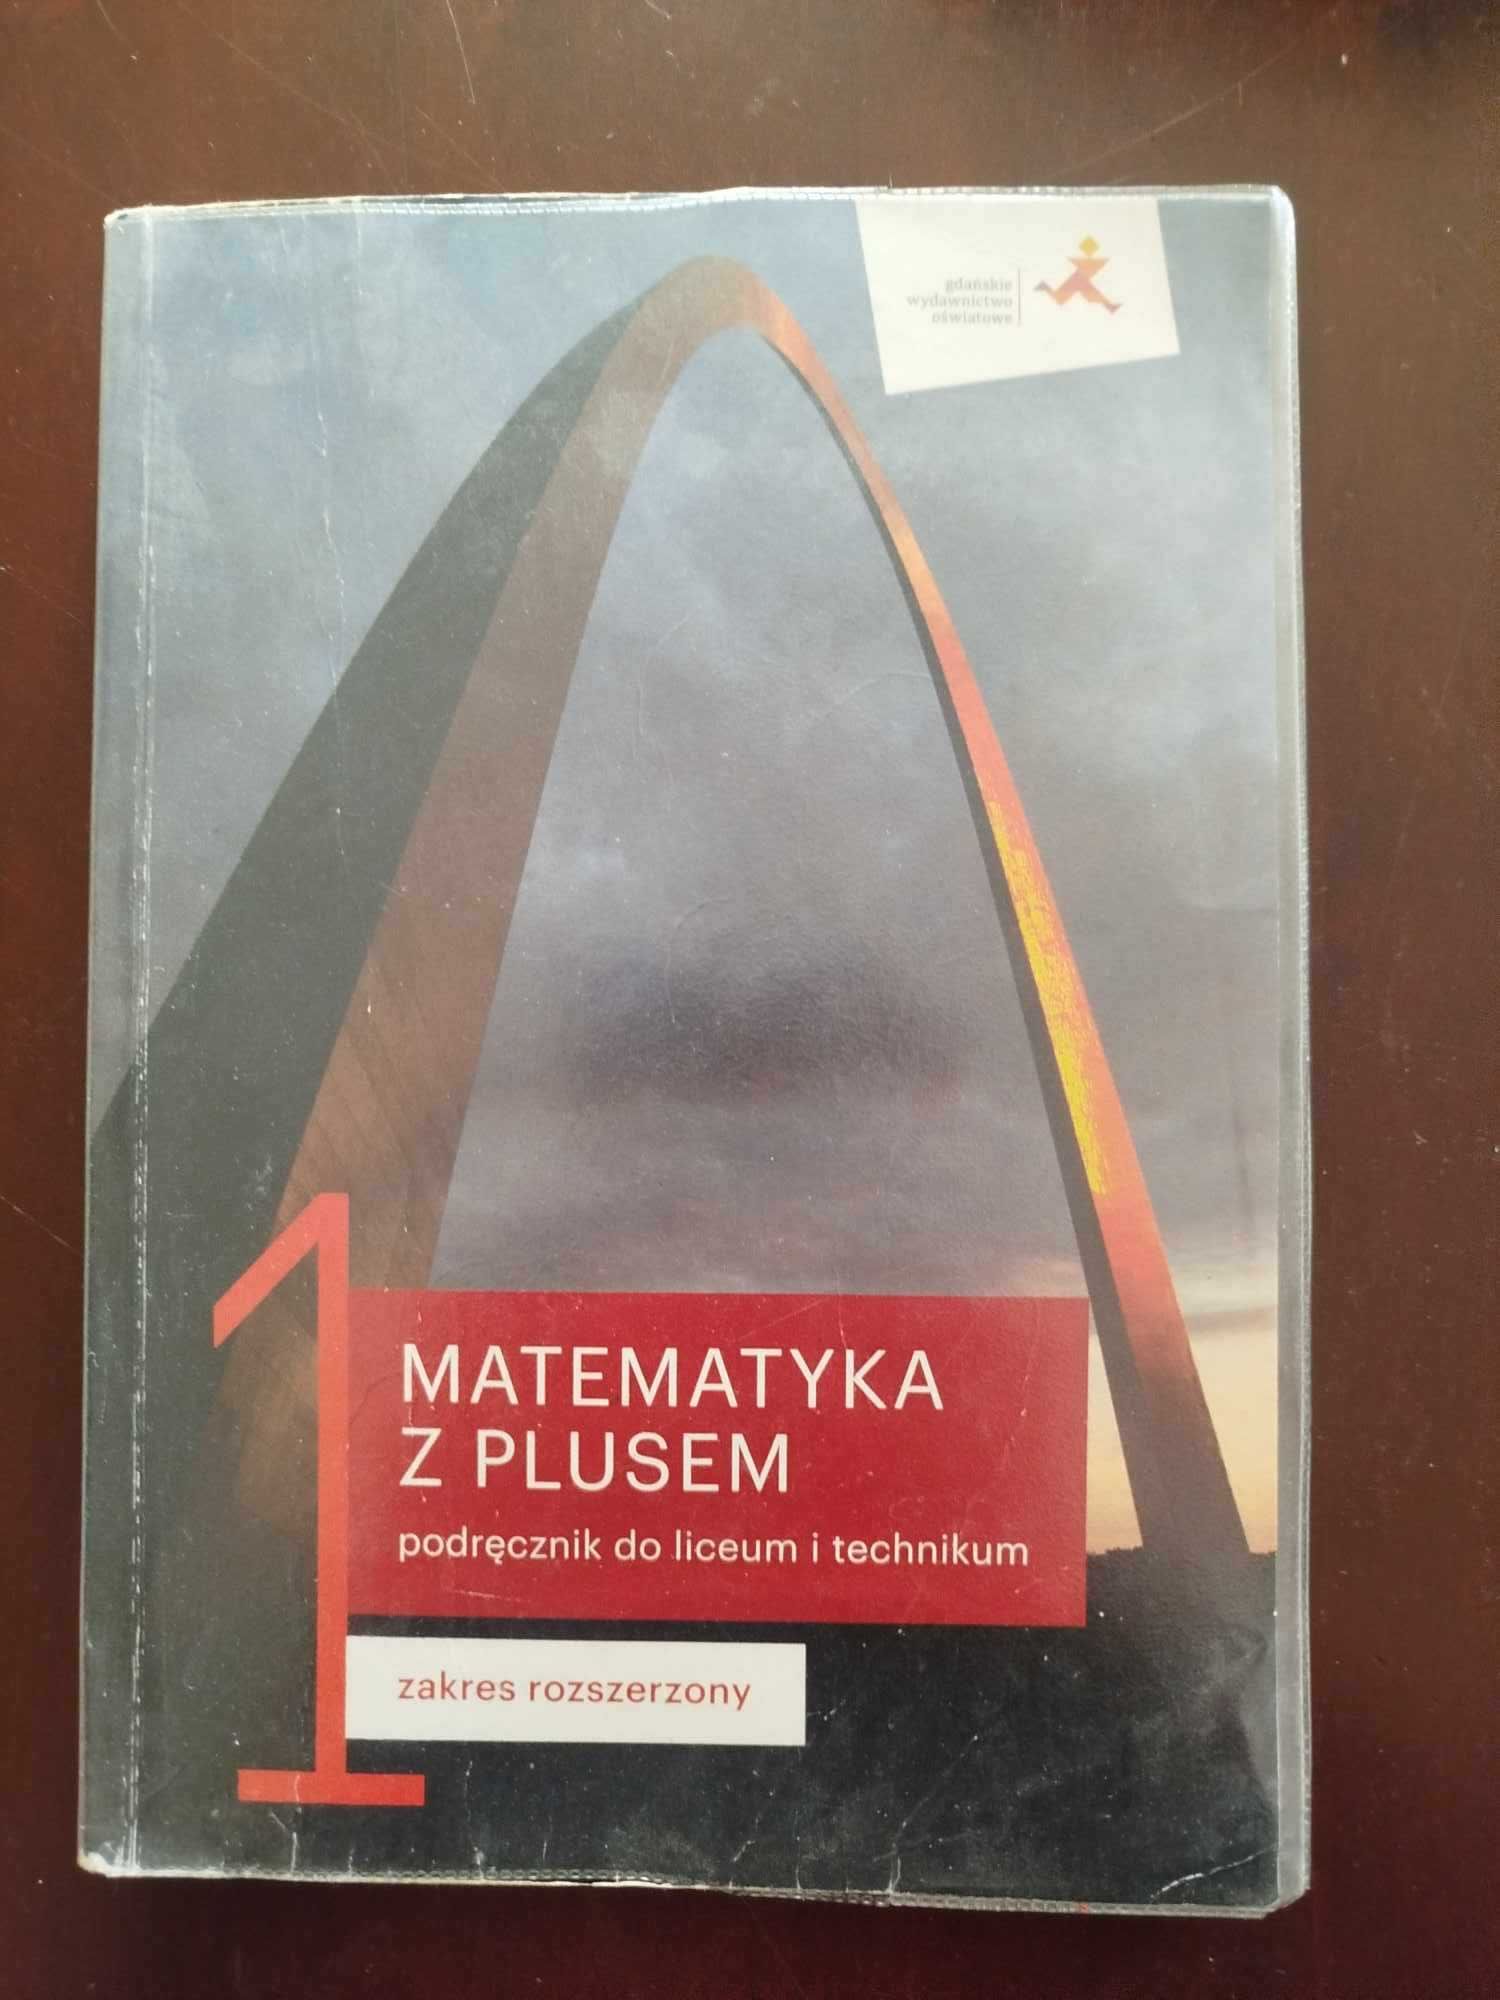 gdańskie
wydawnictwo
oświatowe
1
MATEMATYKA
Z PLUSEM
podręcznik do liceum i technikum
zakres rozszerzony